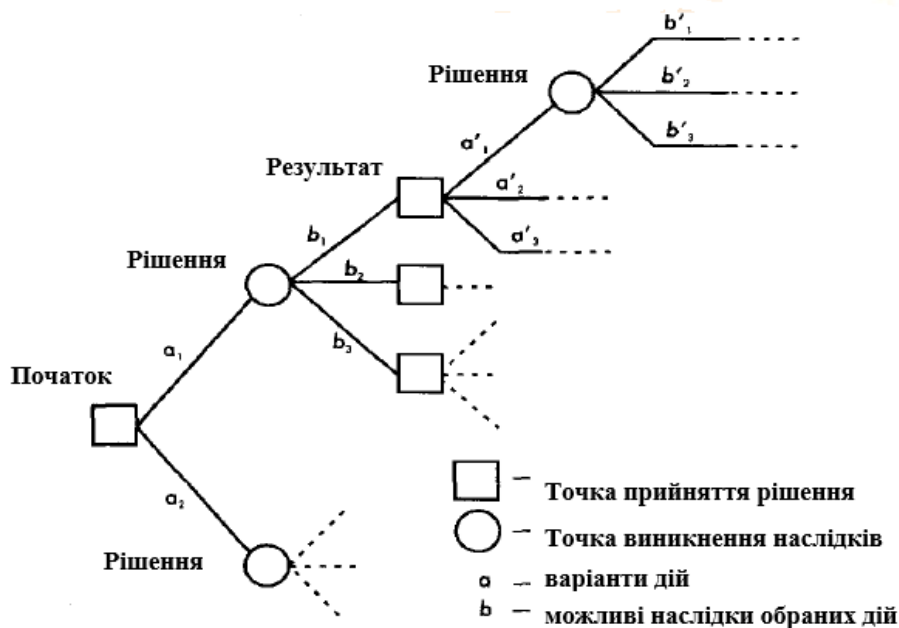 b'₁
Рішення
b'₂
a'₁
b'₃
Результат
a'₂
b₁
a'₃
Рішення
b₂
b₃
a₁
Початок
a₂
Рішення
– Точка прийняття рішення
– Точка виникнення наслідків
a – варіанти дій
b – можливі наслідки обраних дій